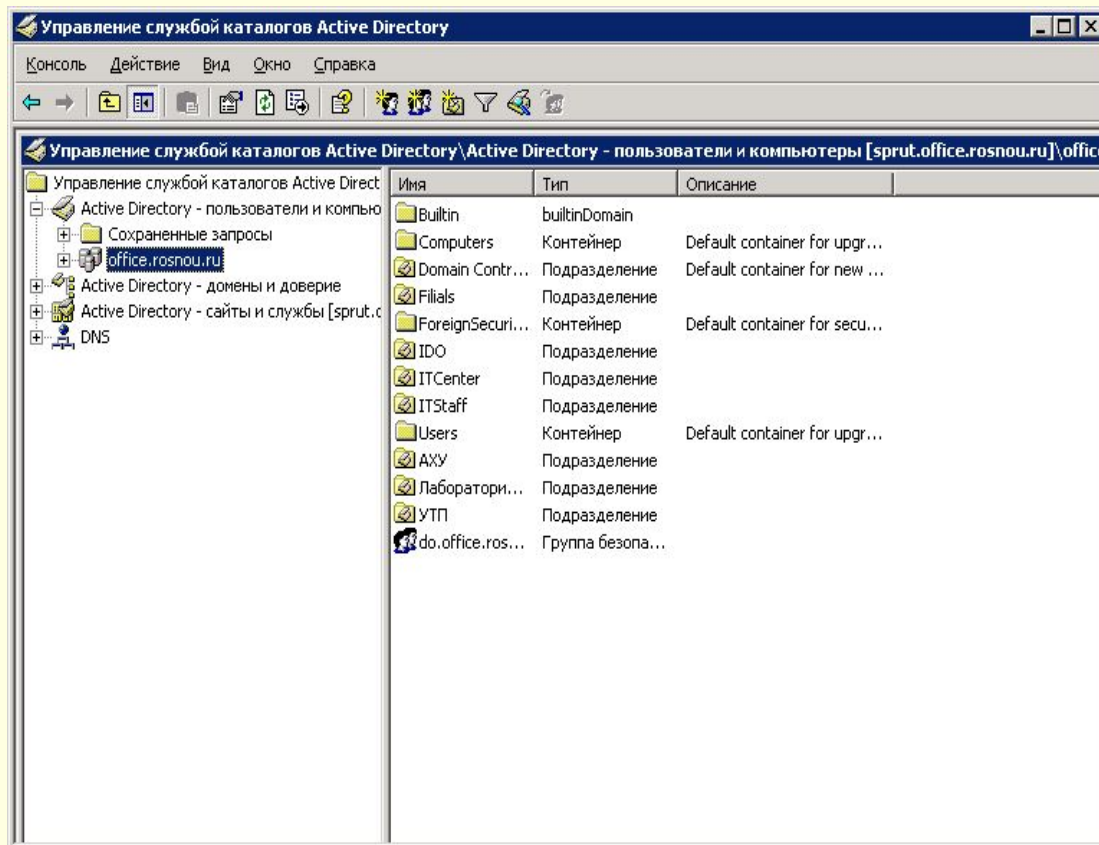 Управление службой каталогов Active Directory
Консоль Действие Вид Окно Справка
Управление службой каталогов Active Directory\Active Directory - пользователи и компьютеры [sprut.office.rosnou.ru]\office
Управление службой каталогов Active Direct
Active Directory - пользователи и компью
Сохраненные запросы
office.rosnou.ru
Active Directory - домены и доверие
Active Directory - сайты и службы [sprut.o
DNS
Имя Тип Описание
Builtin builtinDomain
Computers Контейнер Default container for upgr...
Domain Contr... Подразделение Default container for new ...
Filials Подразделение
ForeignSecuri... Контейнер Default container for secu...
IDO Подразделение
ITCenter Подразделение
ITStaff Подразделение
Users Контейнер Default container for upgr...
АХУ Подразделение
Лаборатори... Подразделение
УТП Подразделение
do.office.ros... Группа безопа...